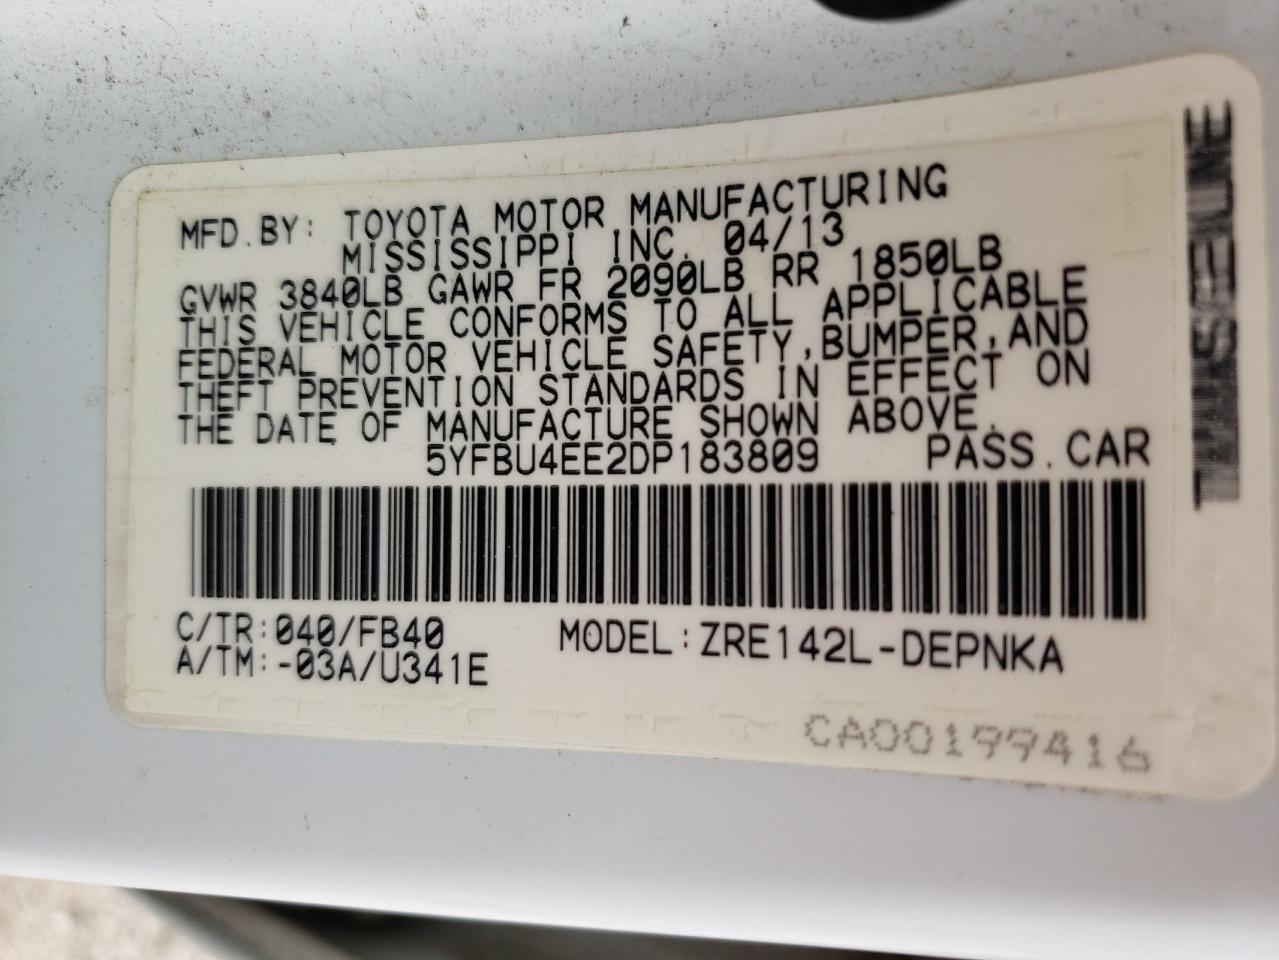 MFD.BY: TOYOTA MOTOR MANUFACTURING
MISSISSIPPI INC. 04/13
GVWR 3840LB GAWR FR 2090LB RR 1850LB
THIS VEHICLE CONFORMS TO ALL APPLICABLE
FEDERAL MOTOR VEHICLE SAFETY,BUMPER,AND
THEFT PREVENTION STANDARDS IN EFFECT ON
THE DATE OF MANUFACTURE SHOWN ABOVE.
5YFBU4EE2DP183809 PASS.CAR
C/TR:040/FB40 MODEL:ZRE142L-DEPNKA
A/TM:-03A/U341E
CA00199416